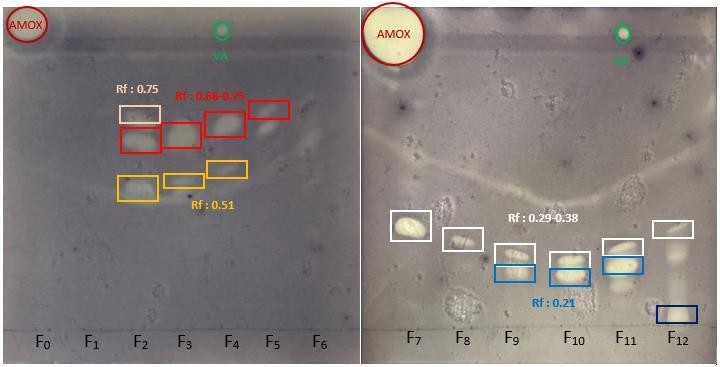 AMOX
VA
Rf : 0.75
Rf : 0.68-0.75
Rf : 0.51
F0 F1 F2 F3 F4 F5 F6
AMOX
VA
Rf : 0.29-0.38
Rf : 0.21
F7 F8 F9 F10 F11 F12